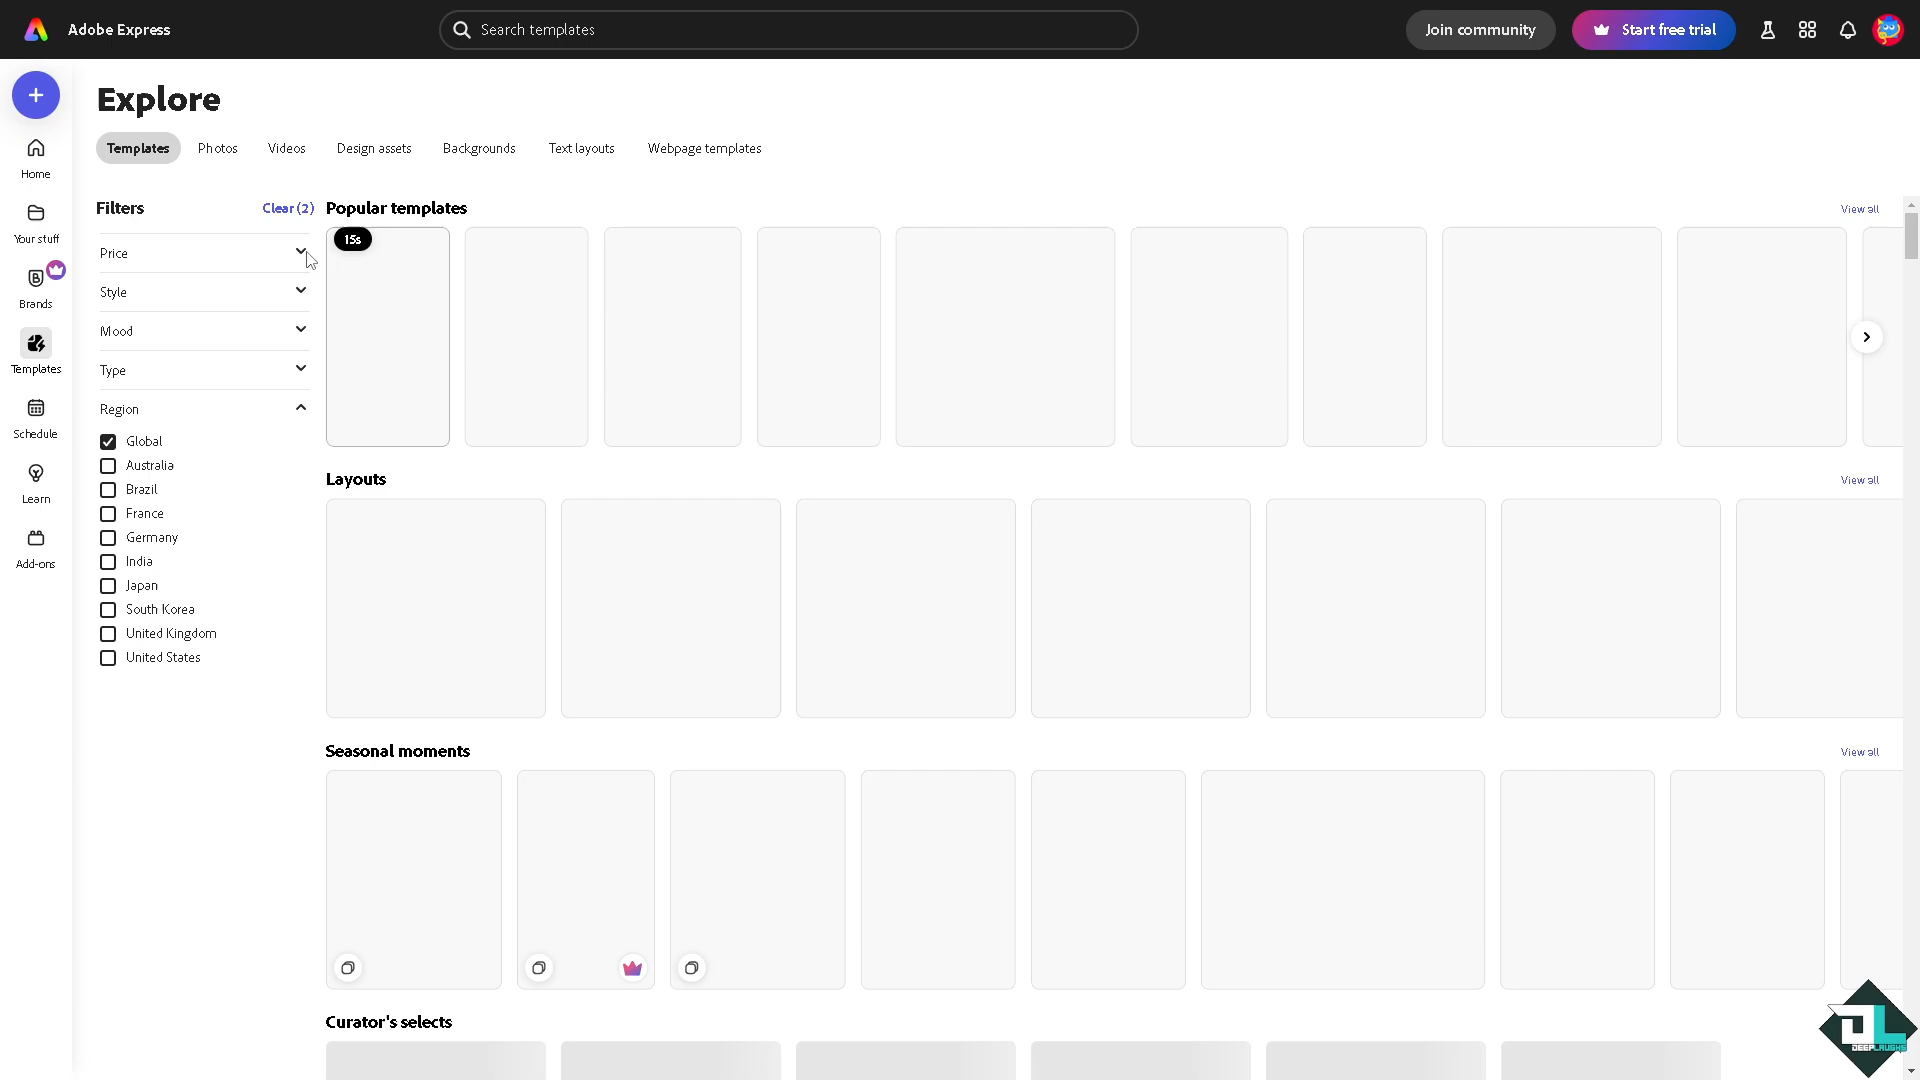 Adobe Express
Search templates
Join community
Start free trial
Explore
Templates
Photos
Videos
Design assets
Backgrounds
Text layouts
Webpage templates
Home
Your stuff
Brands
Templates
Schedule
Learn
Add-ons
Filters
Clear (2)
Price
Style
Mood
Type
Region
Global
Australia
Brazil
France
Germany
India
Japan
South Korea
United Kingdom
United States
Popular templates
View all
15s
Layouts
View all
Seasonal moments
View all
Curator's selects
DEEPLAUGHS